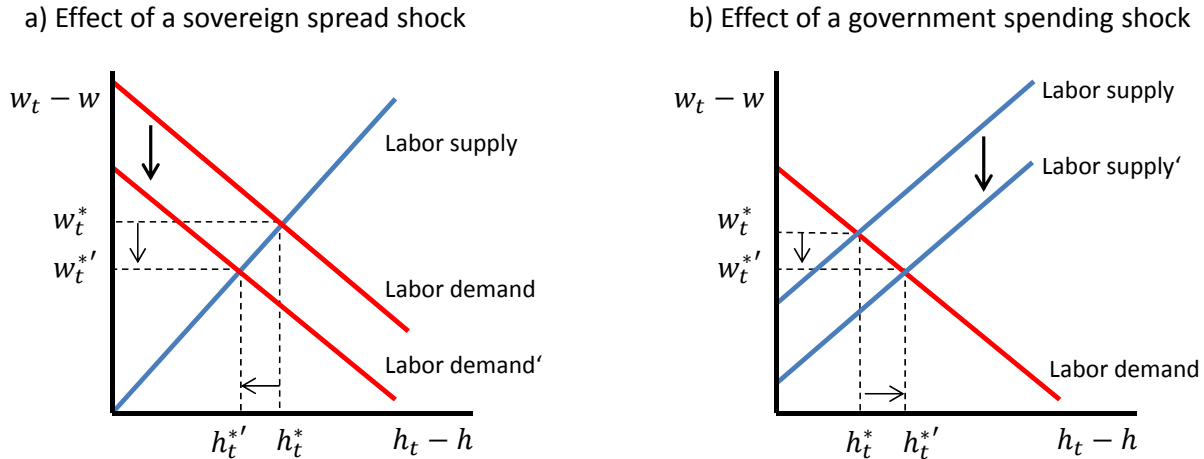 a) Effect of a sovereign spread shock
w_t − w
Labor supply
w_t^*
w_t^{*'}
Labor demand
Labor demand‘
h_t^{*'}
h_t^*
h_t − h
b) Effect of a government spending shock
w_t − w
Labor supply
Labor supply‘
w_t^*
w_t^{*'}
Labor demand
h_t^*
h_t^{*'}
h_t − h